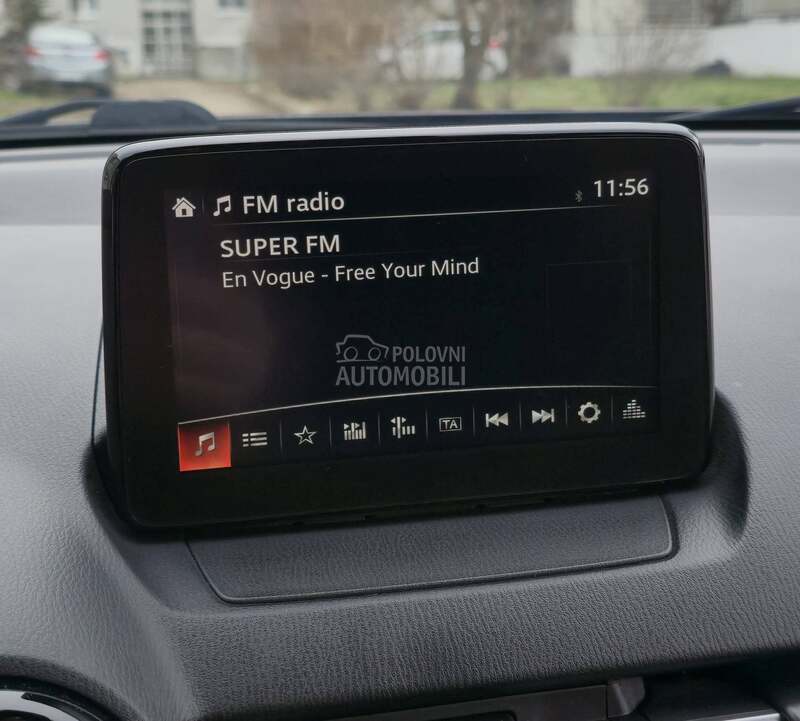 FM radio
11:56
SUPER FM
En Vogue - Free Your Mind
POLOVNI
AUTOMOBILI
TA